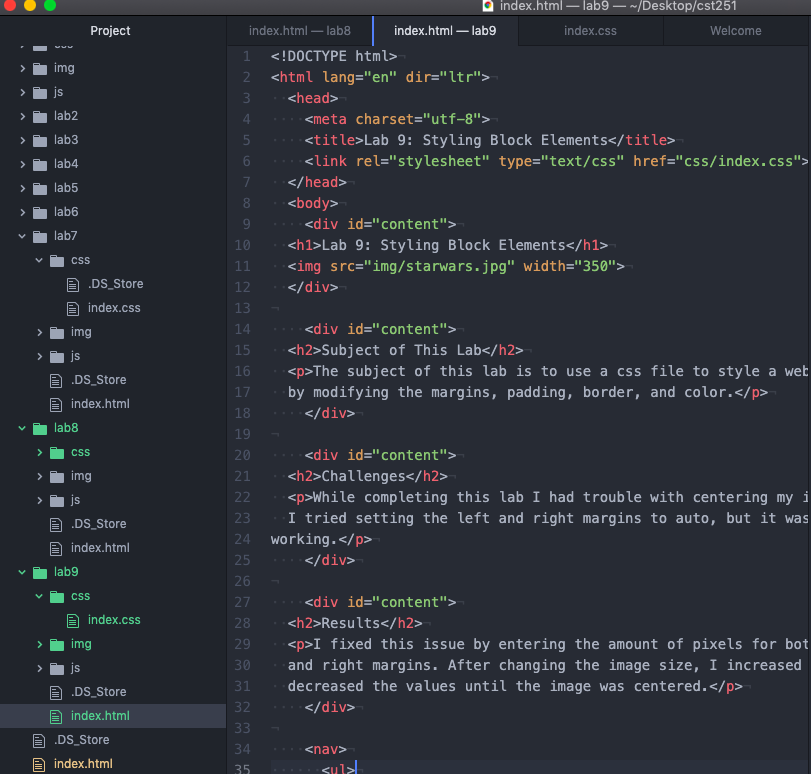 index.html — lab9 — ~/Desktop/cst251
Project
index.html — lab8
index.html — lab9
index.css
Welcome
css
img
js
lab2
lab3
lab4
lab5
lab6
lab7
css
.DS_Store
index.css
img
js
.DS_Store
index.html
lab8
css
img
js
.DS_Store
index.html
lab9
css
index.css
img
js
.DS_Store
index.html
.DS_Store
index.html
1 <!DOCTYPE html>
2 <html lang="en" dir="ltr">
3 <head>
4 <meta charset="utf-8">
5 <title>Lab 9: Styling Block Elements</title>
6 <link rel="stylesheet" type="text/css" href="css/index.css">
7 </head>
8 <body>
9 <div id="content">
10 <h1>Lab 9: Styling Block Elements</h1>
11 <img src="img/starwars.jpg" width="350">
12 </div>
13
14 <div id="content">
15 <h2>Subject of This Lab</h2>
16 <p>The subject of this lab is to use a css file to style a web
17 by modifying the margins, padding, border, and color.</p>
18 </div>
19
20 <div id="content">
21 <h2>Challenges</h2>
22 <p>While completing this lab I had trouble with centering my i
23 I tried setting the left and right margins to auto, but it was
24 working.</p>
25 </div>
26
27 <div id="content">
28 <h2>Results</h2>
29 <p>I fixed this issue by entering the amount of pixels for bot
30 and right margins. After changing the image size, I increased
31 decreased the values until the image was centered.</p>
32 </div>
33
34 <nav>
35 <ul>